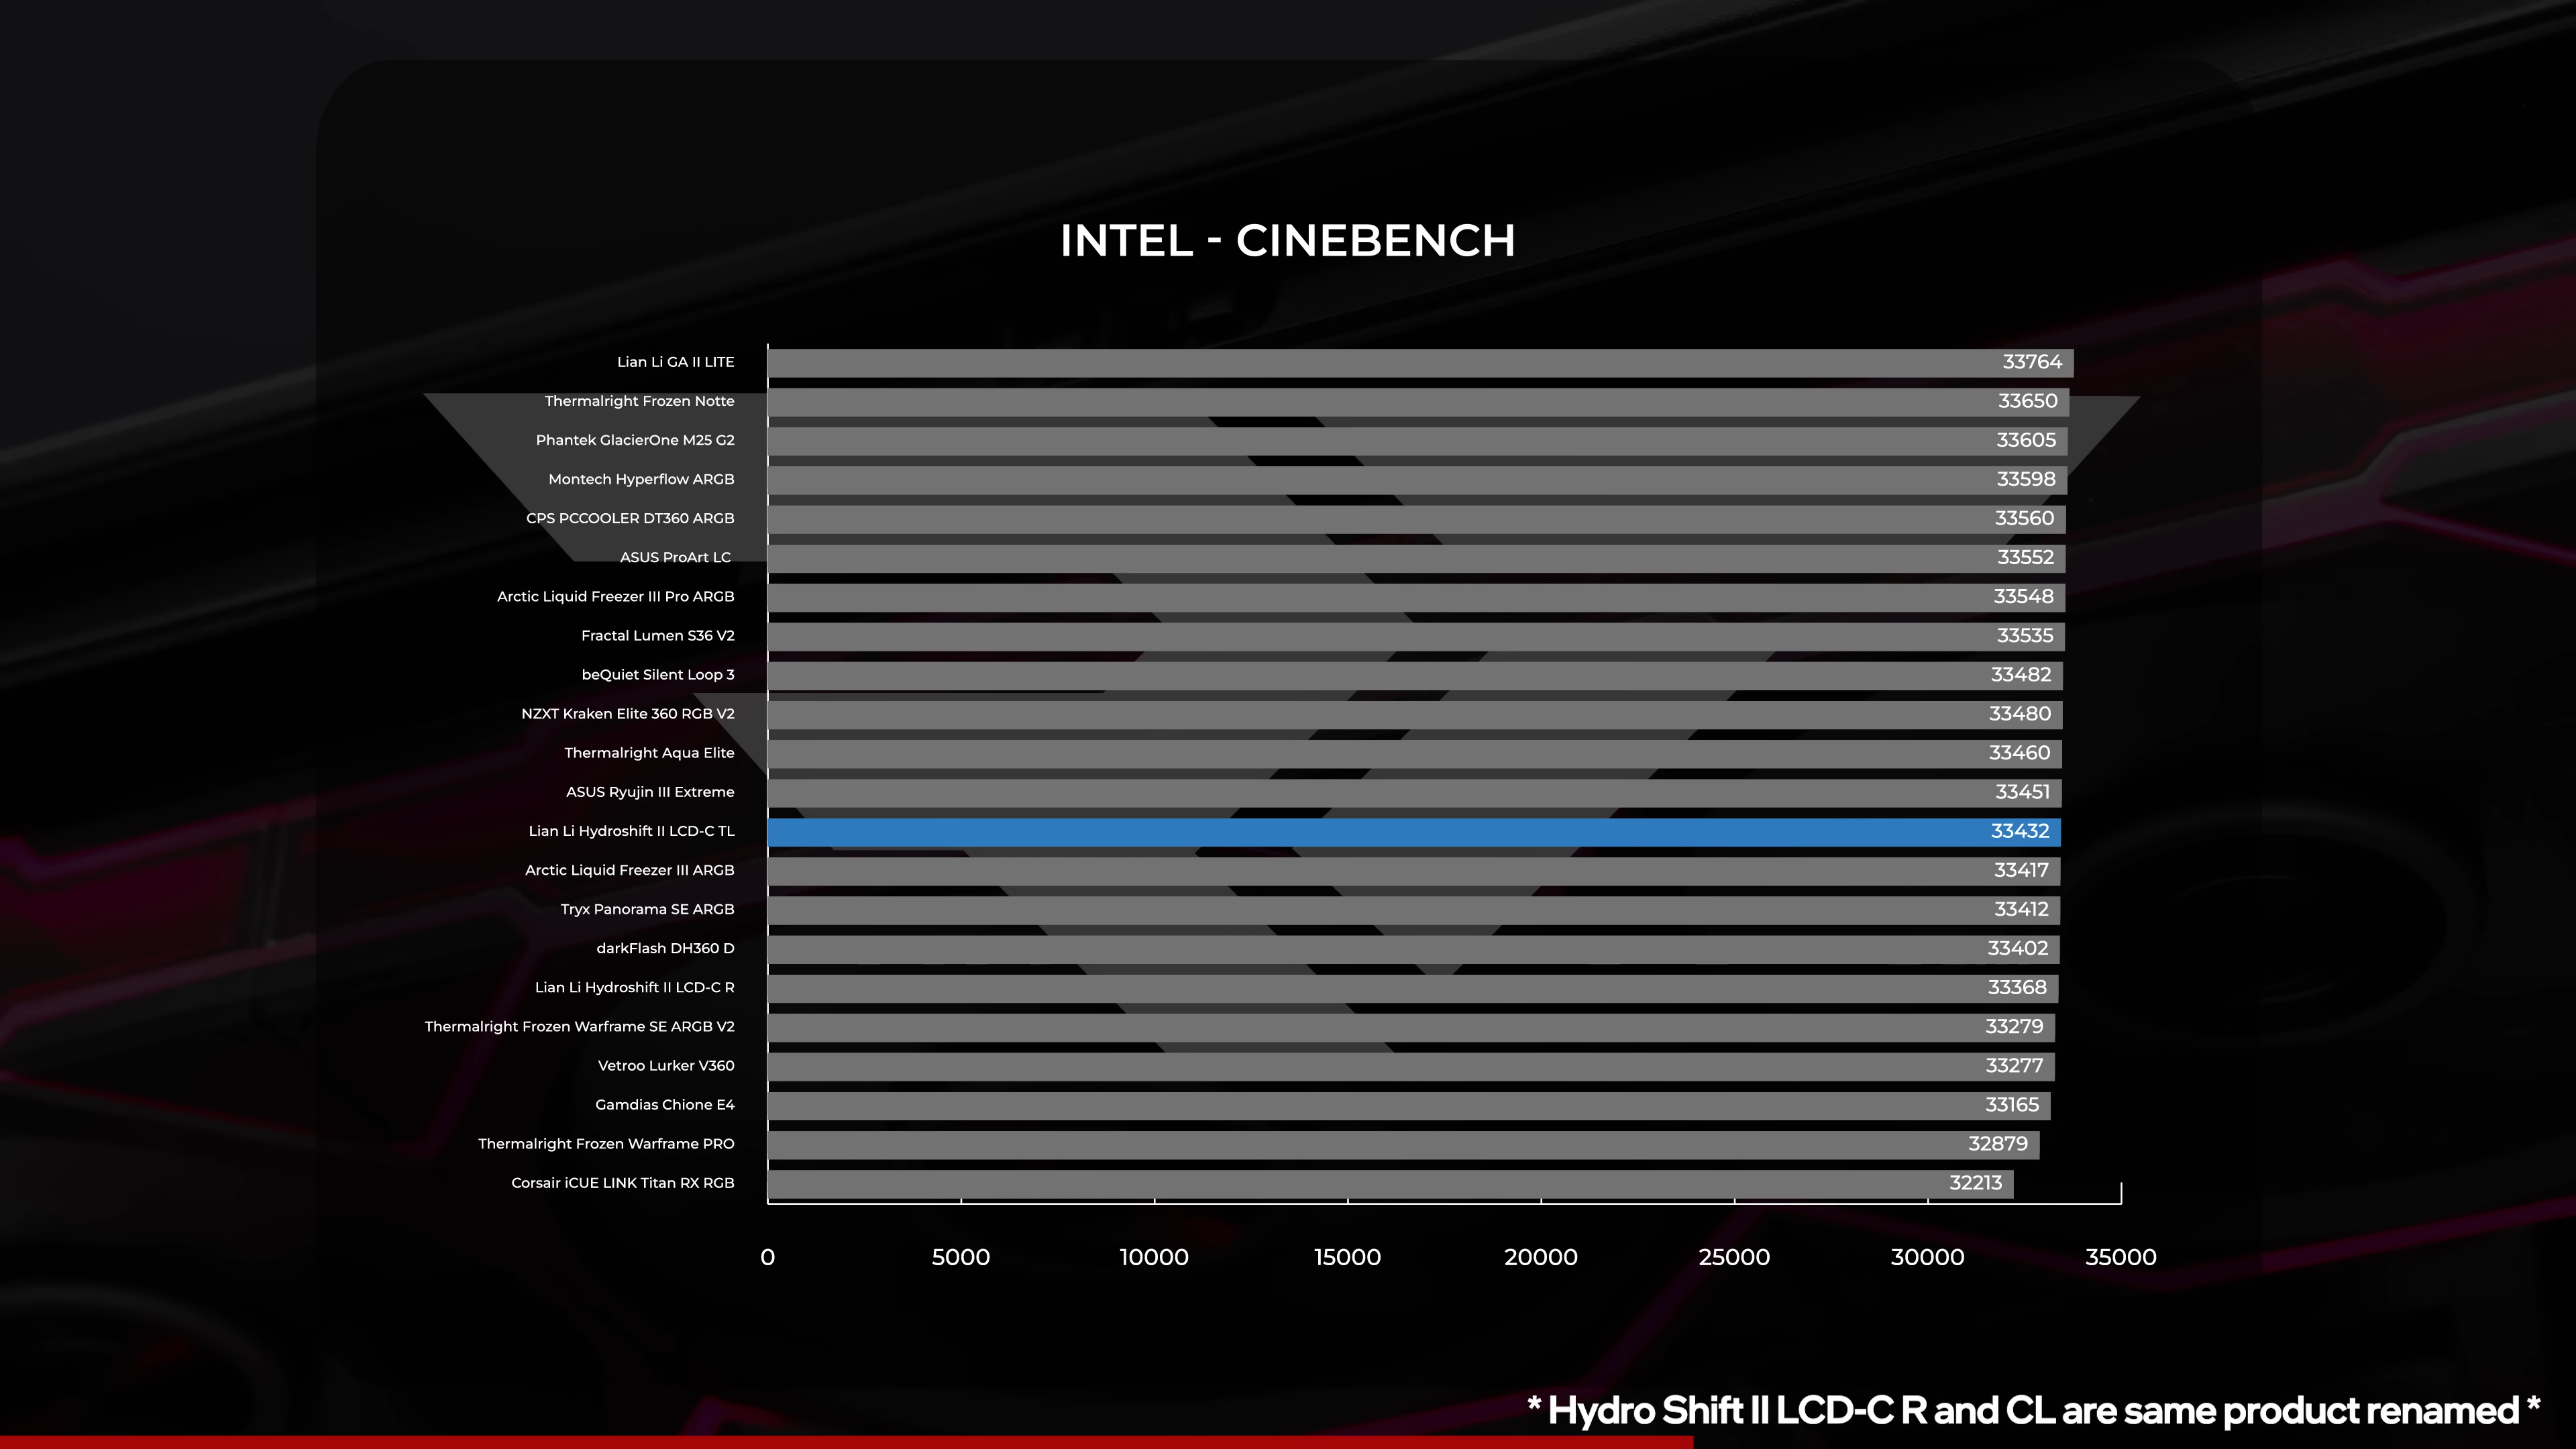 INTEL - CINEBENCH
Lian Li GA II LITE 33764
Thermalright Frozen Notte 33650
Phantek GlacierOne M25 G2 33605
Montech Hyperflow ARGB 33598
CPS PCCOOLER DT360 ARGB 33560
ASUS ProArt LC 33552
Arctic Liquid Freezer III Pro ARGB 33548
Fractal Lumen S36 V2 33535
beQuiet Silent Loop 3 33482
NZXT Kraken Elite 360 RGB V2 33480
Thermalright Aqua Elite 33460
ASUS Ryujin III Extreme 33451
Lian Li Hydroshift II LCD-C TL 33432
Arctic Liquid Freezer III ARGB 33417
Tryx Panorama SE ARGB 33412
darkFlash DH360 D 33402
Lian Li Hydroshift II LCD-C R 33368
Thermalright Frozen Warframe SE ARGB V2 33279
Vetroo Lurker V360 33277
Gamdias Chione E4 33165
Thermalright Frozen Warframe PRO 32879
Corsair iCUE LINK Titan RX RGB 32213
0 5000 10000 15000 20000 25000 30000 35000
* Hydro Shift II LCD-C R and CL are same product renamed *